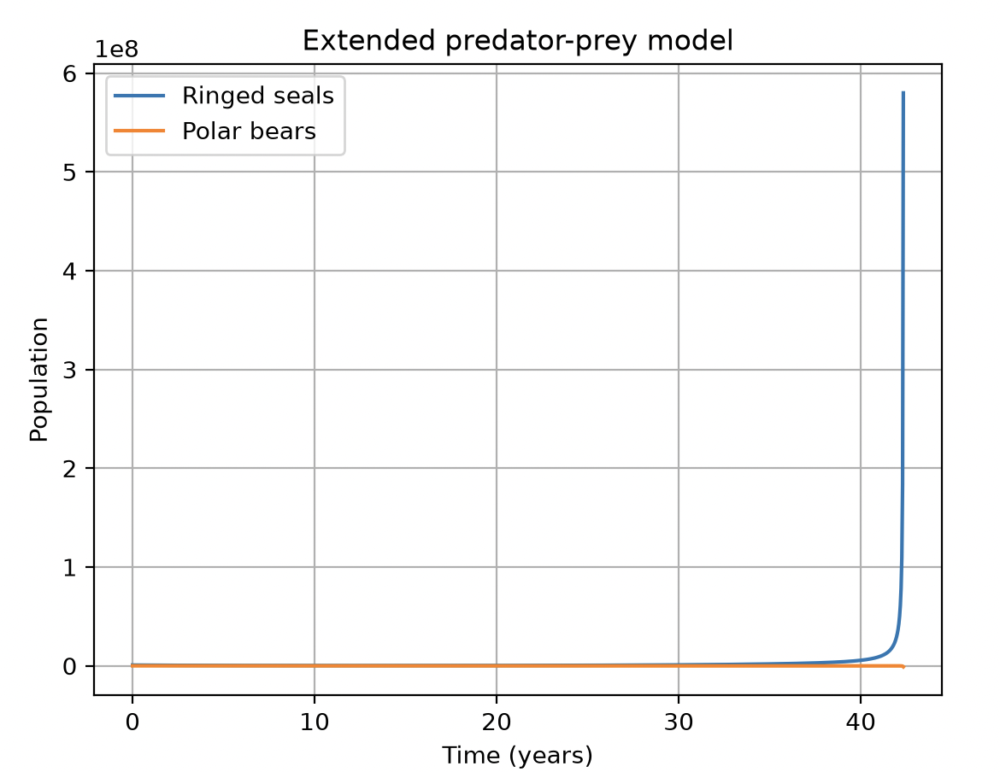 Extended predator-prey model
1e8
6
5
4
3
2
1
0
Ringed seals
Polar bears
Population
0 10 20 30 40
Time (years)